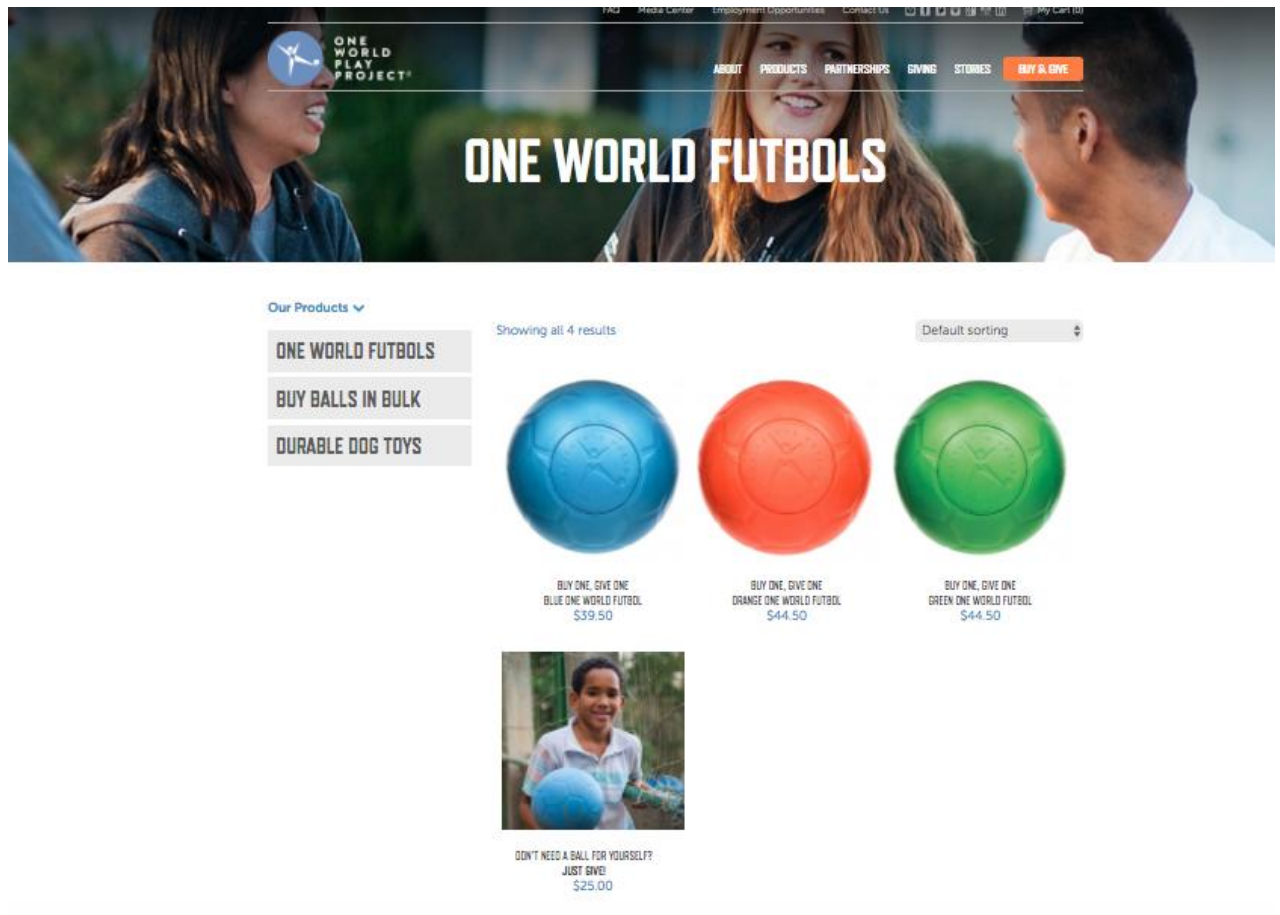 FAQ Media Center Employment Opportunities Contact Us My Cart (0)
ONE
WORLD
PLAY
PROJECT®
ABOUT PRODUCTS PARTNERSHIPS GIVING STORIES BUY & GIVE
ONE WORLD FUTBOLS
Our Products
ONE WORLD FUTBOLS
BUY BALLS IN BULK
DURABLE DOG TOYS
Showing all 4 results
Default sorting
BUY ONE, GIVE ONE
BLUE ONE WORLD FUTBOL
$39.50
BUY ONE, GIVE ONE
ORANGE ONE WORLD FUTBOL
$44.50
BUY ONE, GIVE ONE
GREEN ONE WORLD FUTBOL
$44.50
DON'T NEED A BALL FOR YOURSELF?
JUST GIVE!
$25.00